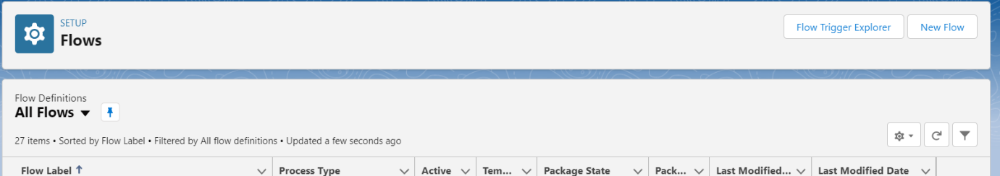 SETUP
Flows
Flow Trigger Explorer
New Flow
Flow Definitions
All Flows
27 items • Sorted by Flow Label • Filtered by All flow definitions • Updated a few seconds ago
Flow Label ↑ Process Type Active Tem... Package State Pack... Last Modified... Last Modified Date